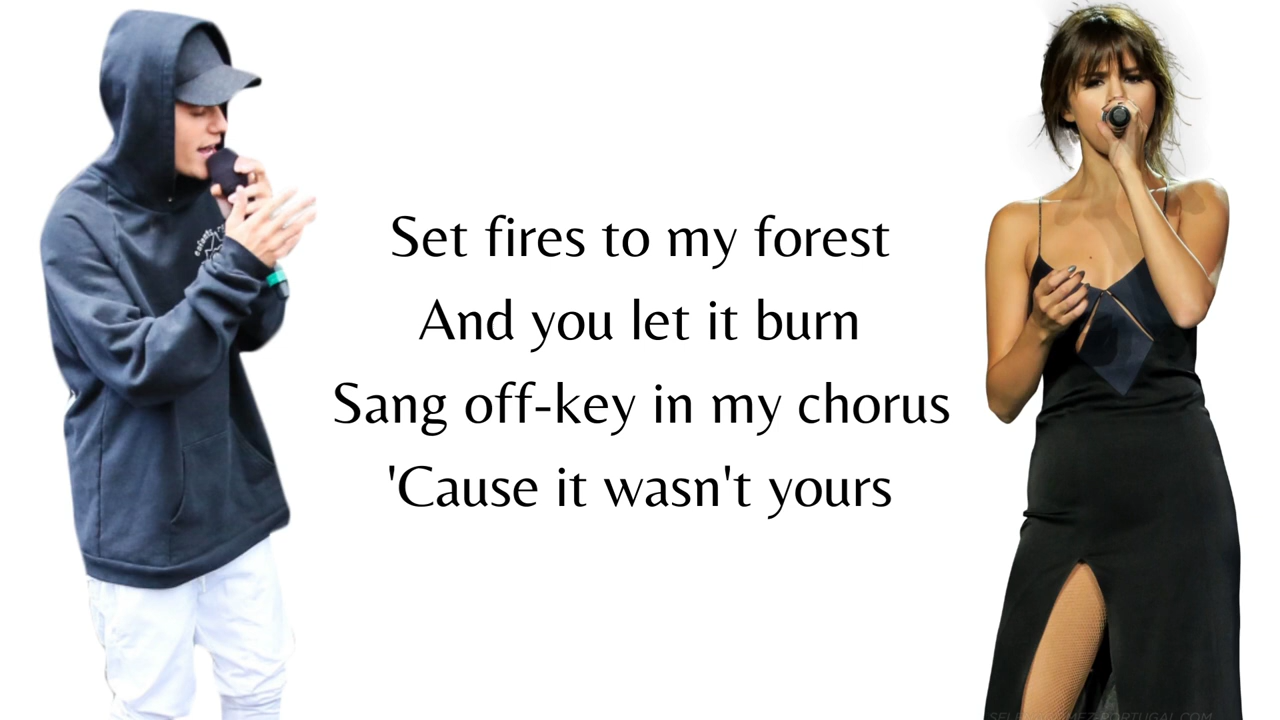 Set fires to my forest
And you let it burn
Sang off-key in my chorus
'Cause it wasn't yours